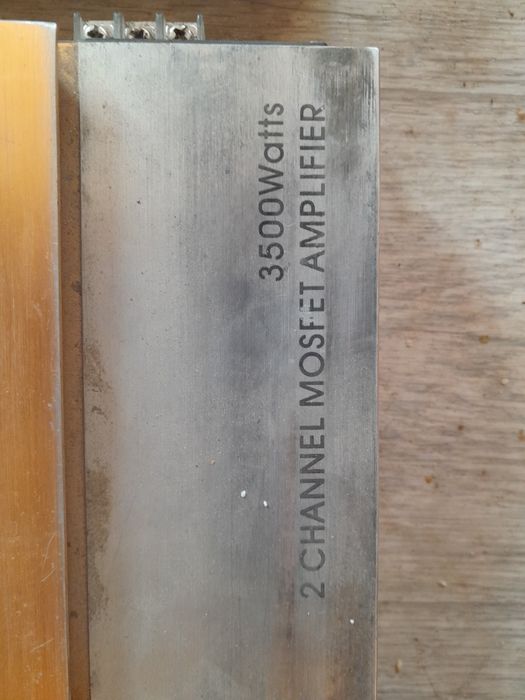 3500Watts
2 CHANNEL MOSFET AMPLIFIER